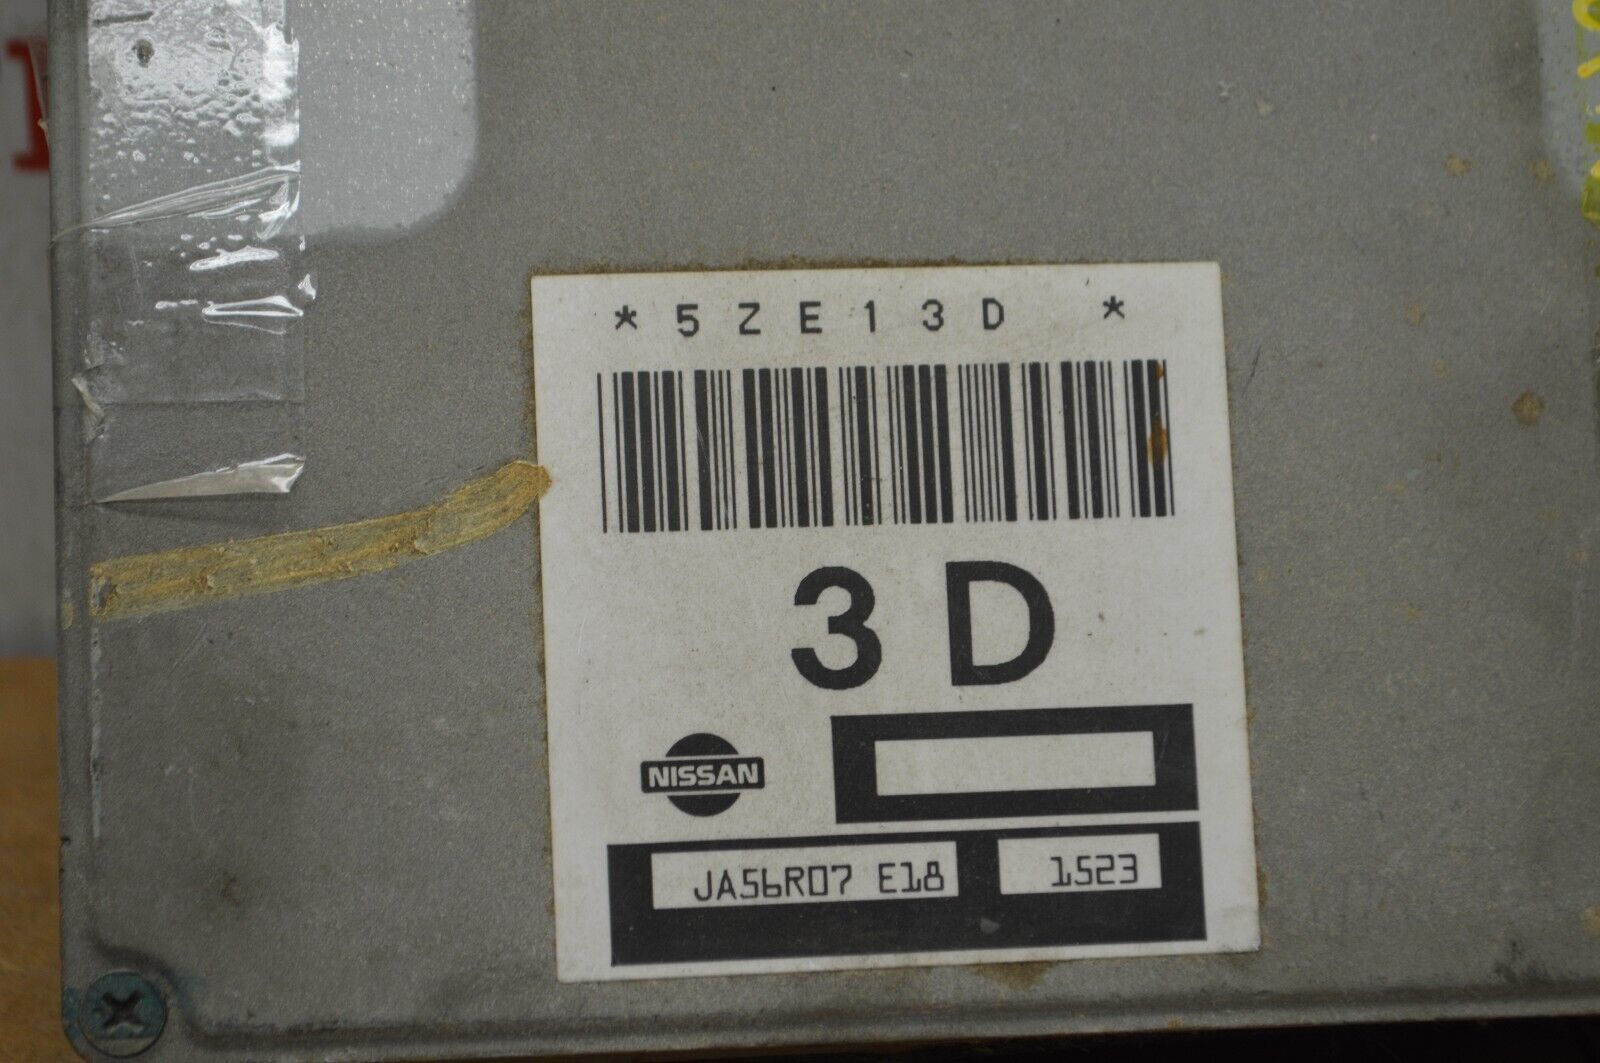 *5ZE13D *
3D
NISSAN
JA56R07 E18 1523